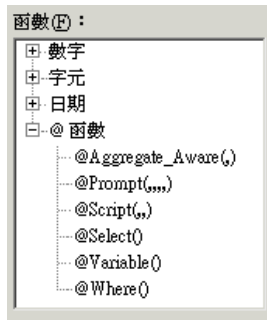 函數(F)：
數字
字元
日期
@ 函數
@Aggregate_Aware(,)
@Prompt(,,,,)
@Script(,,)
@Select()
@Variable()
@Where()